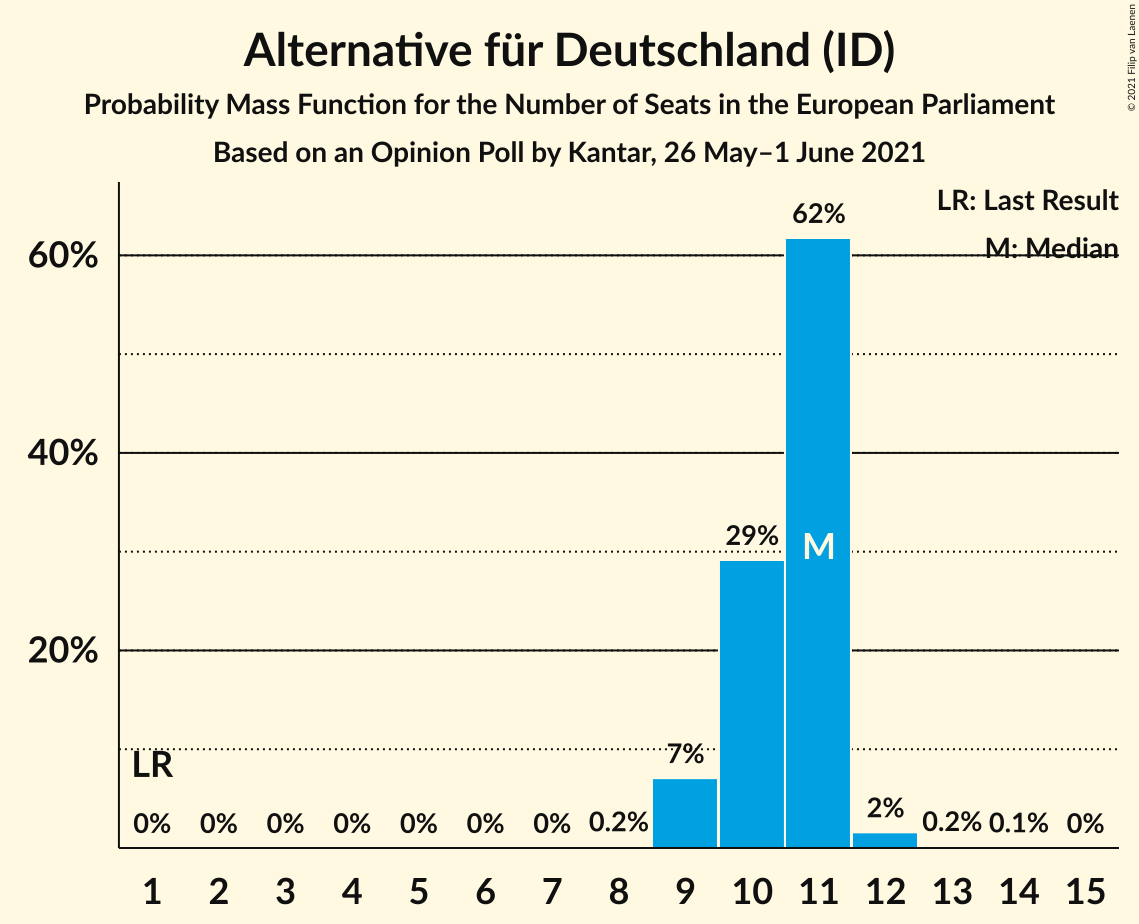 Alternative für Deutschland (ID)
Probability Mass Function for the Number of Seats in the European Parliament
Based on an Opinion Poll by Kantar, 26 May–1 June 2021
© 2021 Filip van Laenen
LR: Last Result
M: Median
60%
40%
20%
62%
29%
M
7%
LR
0% 0% 0% 0% 0% 0% 0% 0.2% 2% 0.2% 0.1% 0%
1 2 3 4 5 6 7 8 9 10 11 12 13 14 15